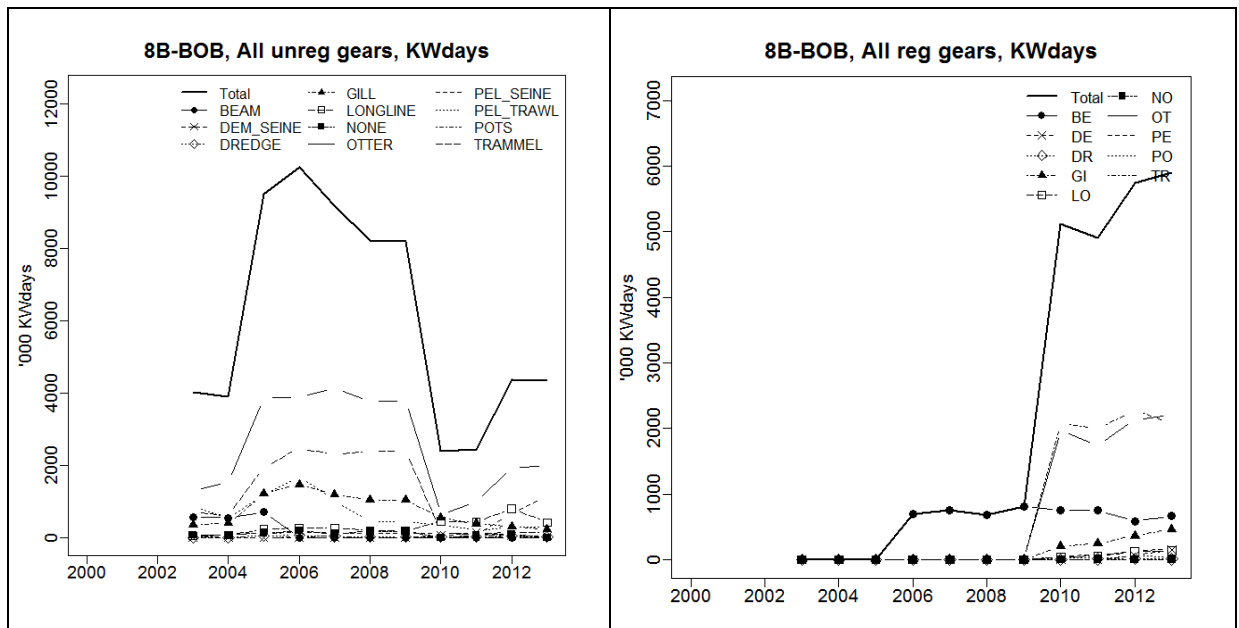 8B-BOB, All unreg gears, KWdays
Total GILL PEL_SEINE
BEAM LONGLINE PEL_TRAWL
DEM_SEINE NONE POTS
DREDGE OTTER TRAMMEL
'000 KWdays
12000
10000
8000
6000
4000
2000
0
2000 2002 2004 2006 2008 2010 2012
8B-BOB, All reg gears, KWdays
Total NO
BE OT
DE PE
DR PO
GI TR
LO
'000 KWdays
7000
6000
5000
4000
3000
2000
1000
0
2000 2002 2004 2006 2008 2010 2012